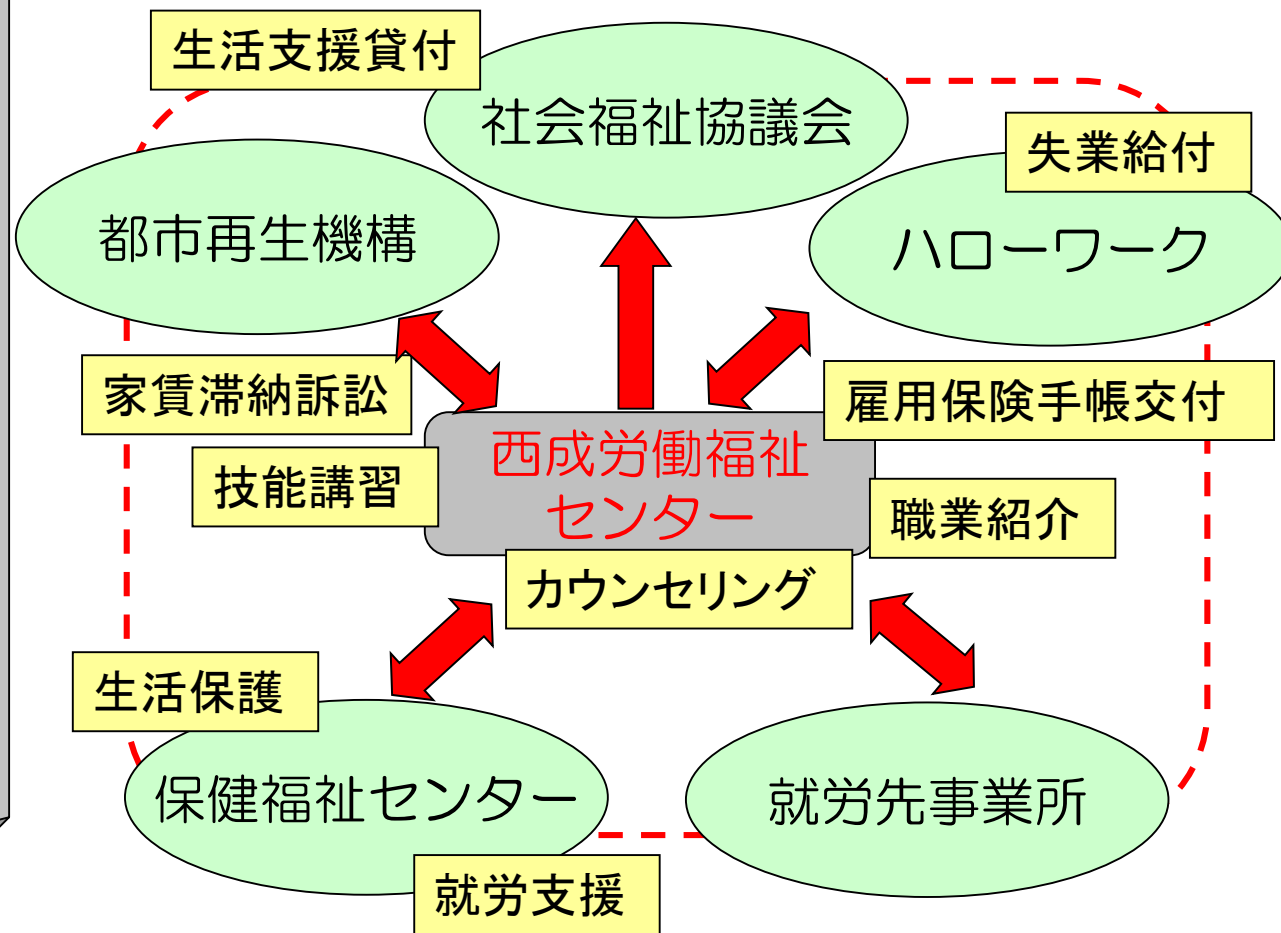 生活支援貸付
社会福祉協議会
失業給付
都市再生機構
ハローワーク
家賃滞納訴訟
雇用保険手帳交付
西成労働福祉
センター
技能講習
職業紹介
カウンセリング
生活保護
保健福祉センター
就労先事業所
就労支援